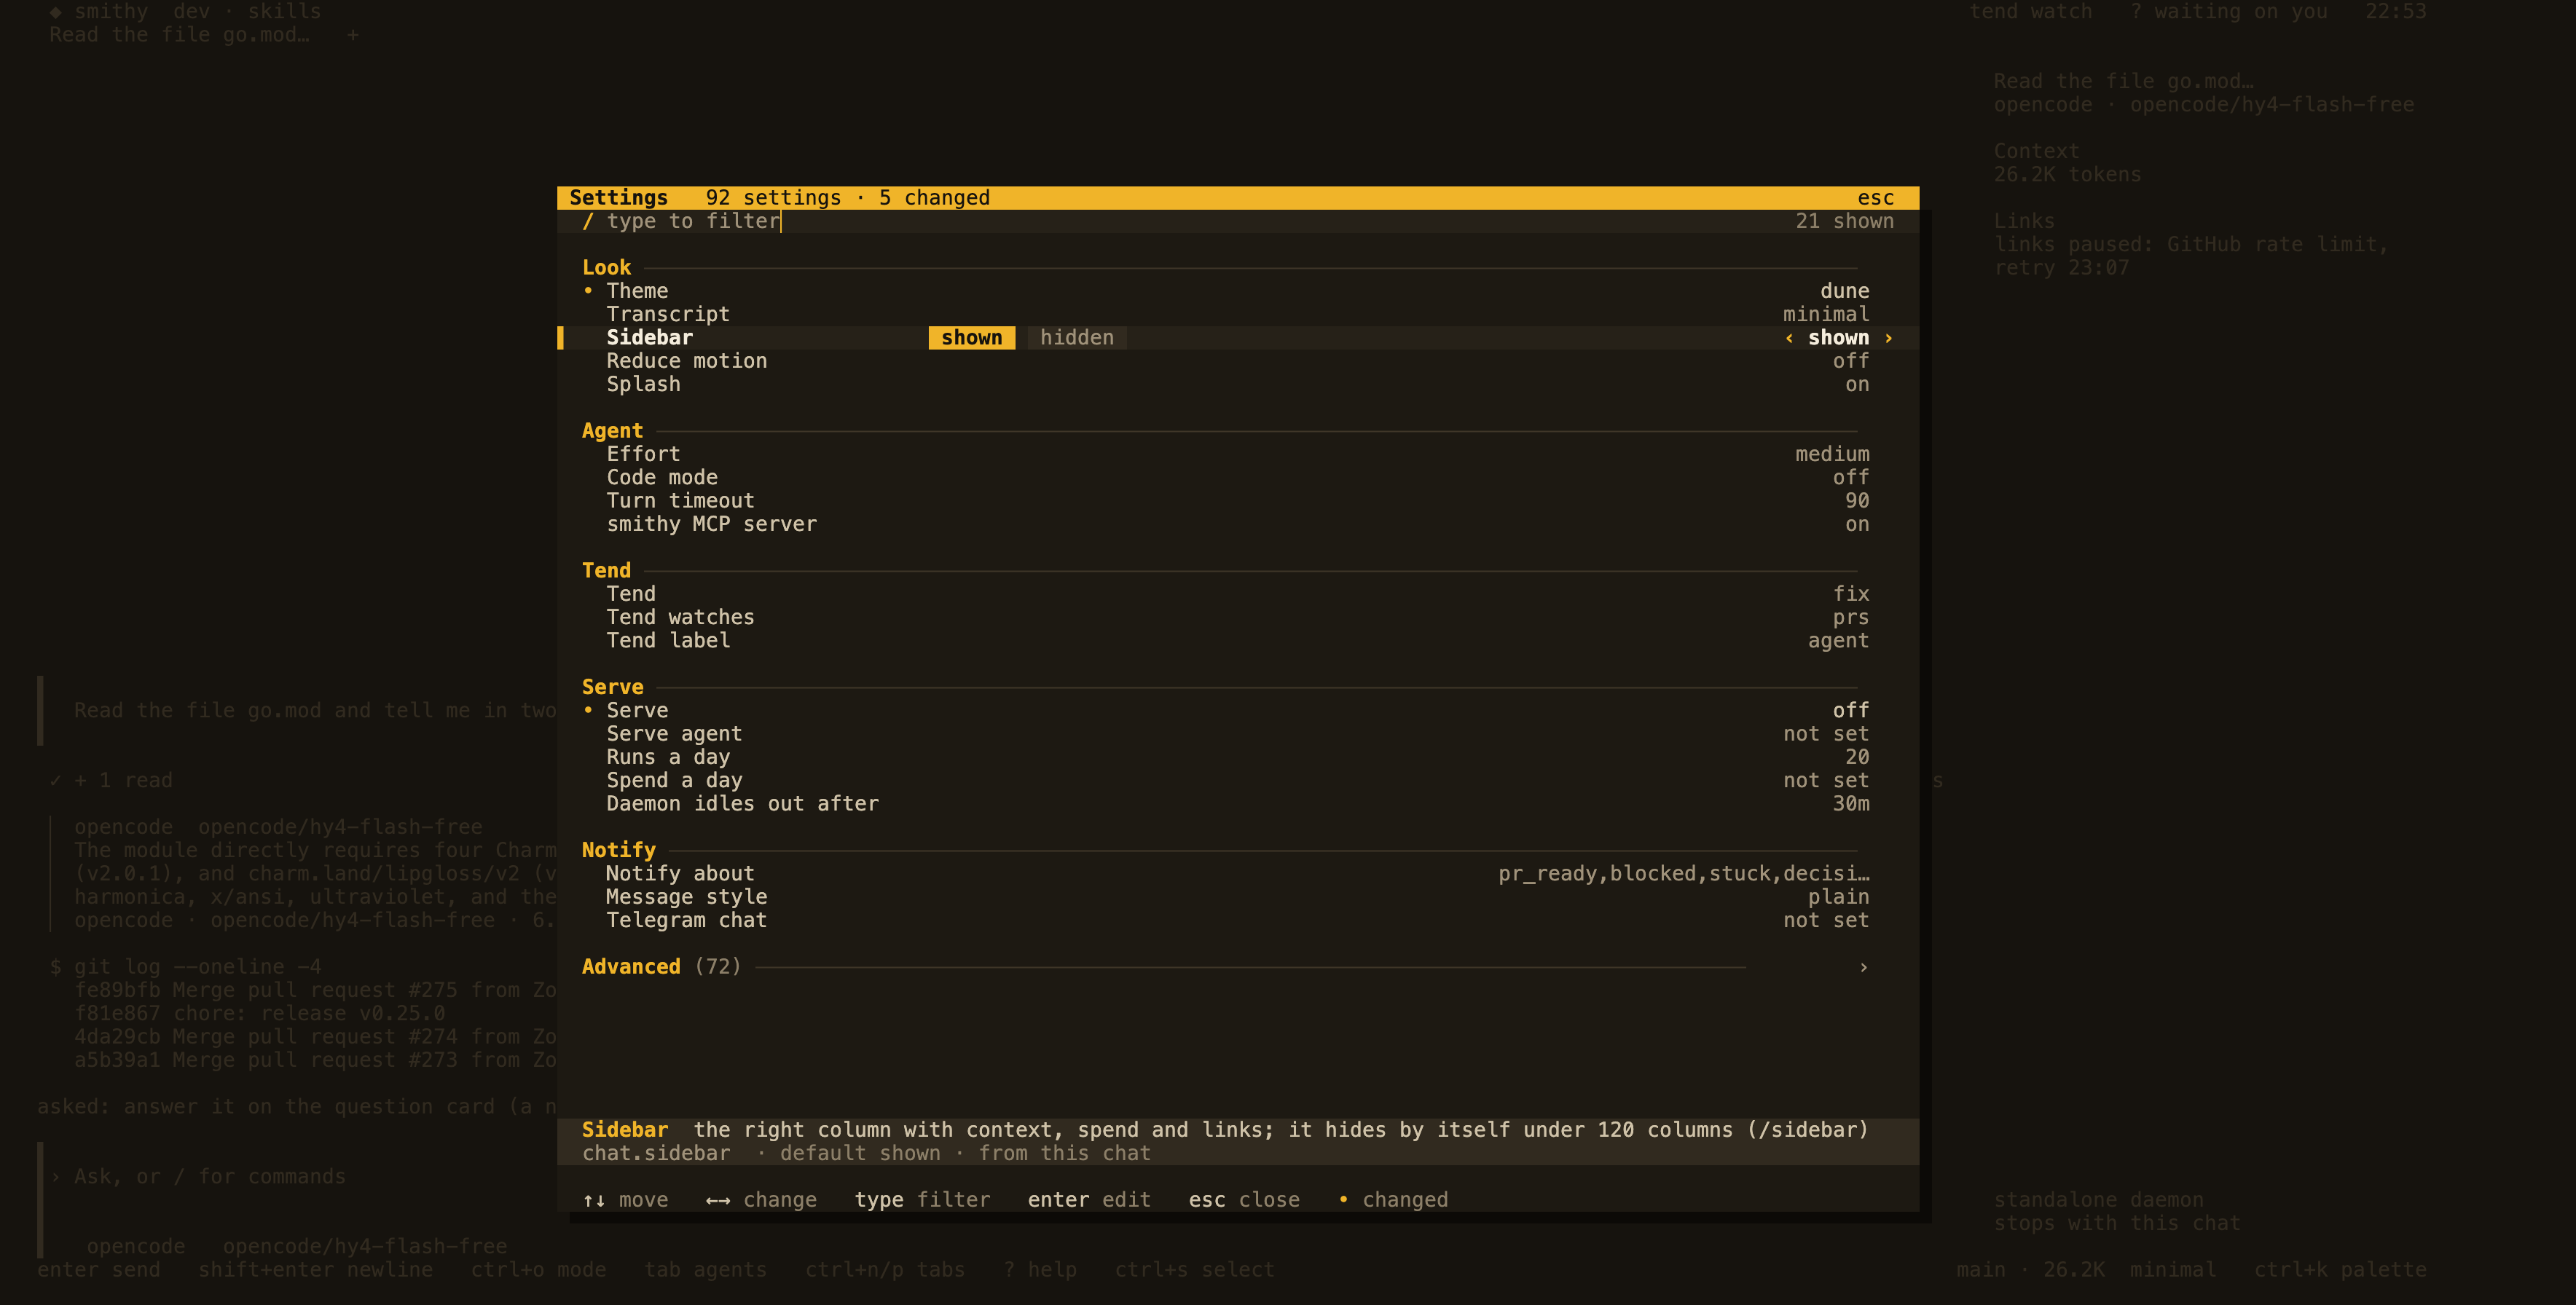 ◆ smithy  dev · skills
tend watch   ? waiting on you   22:53
Read the file go.mod…   +
Read the file go.mod…
opencode · opencode/hy4-flash-free
Context
26.2K tokens
Links
links paused: GitHub rate limit,
retry 23:07
Settings   92 settings · 5 changed   esc
/ type to filter   21 shown
Look
• Theme   dune
Transcript   minimal
Sidebar   shown   hidden   ‹ shown ›
Reduce motion   off
Splash   on
Agent
Effort   medium
Code mode   off
Turn timeout   90
smithy MCP server   on
Tend
Tend   fix
Tend watches   prs
Tend label   agent
Serve
• Serve   off
Serve agent   not set
Runs a day   20
Spend a day   not set
Daemon idles out after   30m
Notify
Notify about   pr_ready,blocked,stuck,decisi…
Message style   plain
Telegram chat   not set
Advanced (72)   ›
Sidebar  the right column with context, spend and links; it hides by itself under 120 columns (/sidebar)
chat.sidebar  · default shown · from this chat
↑↓ move   ←→ change   type filter   enter edit   esc close   • changed
Read the file go.mod and tell me in two
✓ + 1 read
s
opencode  opencode/hy4-flash-free
The module directly requires four Charm
(v2.0.1), and charm.land/lipgloss/v2 (v
harmonica, x/ansi, ultraviolet, and the
opencode · opencode/hy4-flash-free · 6.
$ git log --oneline -4
fe89bfb Merge pull request #275 from Zo
f81e867 chore: release v0.25.0
4da29cb Merge pull request #274 from Zo
a5b39a1 Merge pull request #273 from Zo
asked: answer it on the question card (a n
› Ask, or / for commands
opencode   opencode/hy4-flash-free
standalone daemon
stops with this chat
enter send   shift+enter newline   ctrl+o mode   tab agents   ctrl+n/p tabs   ? help   ctrl+s select
main · 26.2K  minimal   ctrl+k palette